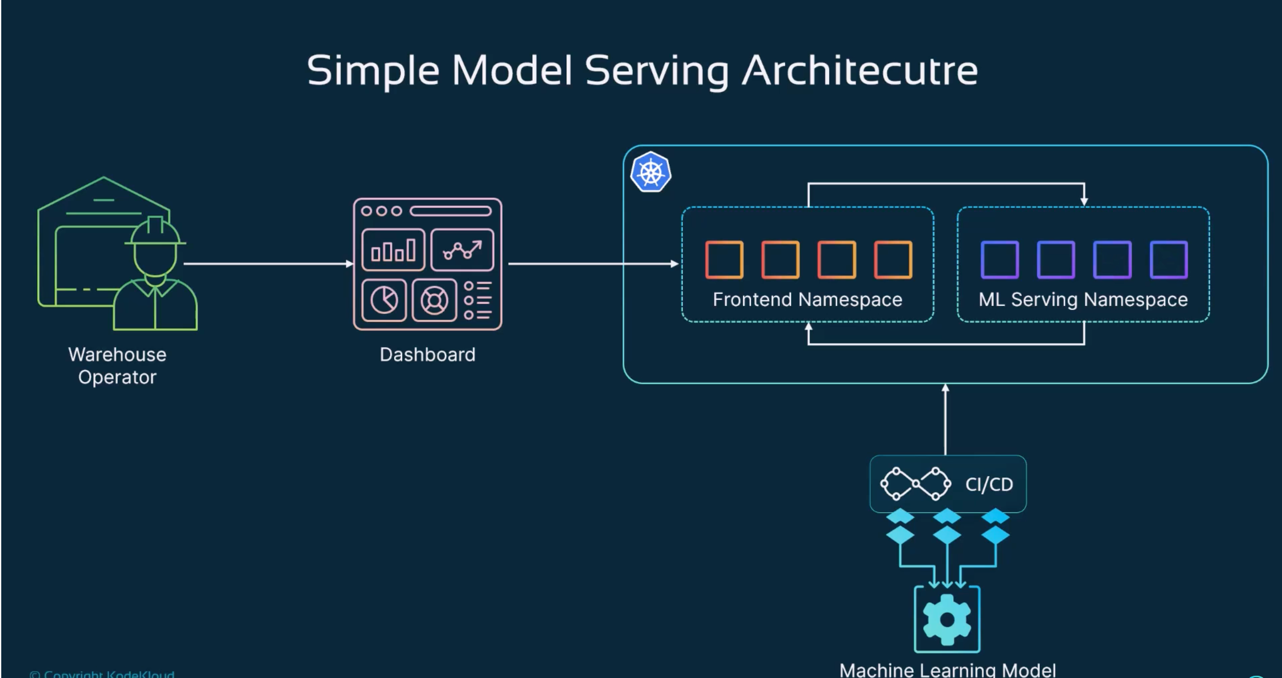 Simple Model Serving Architecutre
Frontend Namespace
ML Serving Namespace
Warehouse
Operator
Dashboard
CI/CD
Machine Learning Model
© Copyright KodeKloud